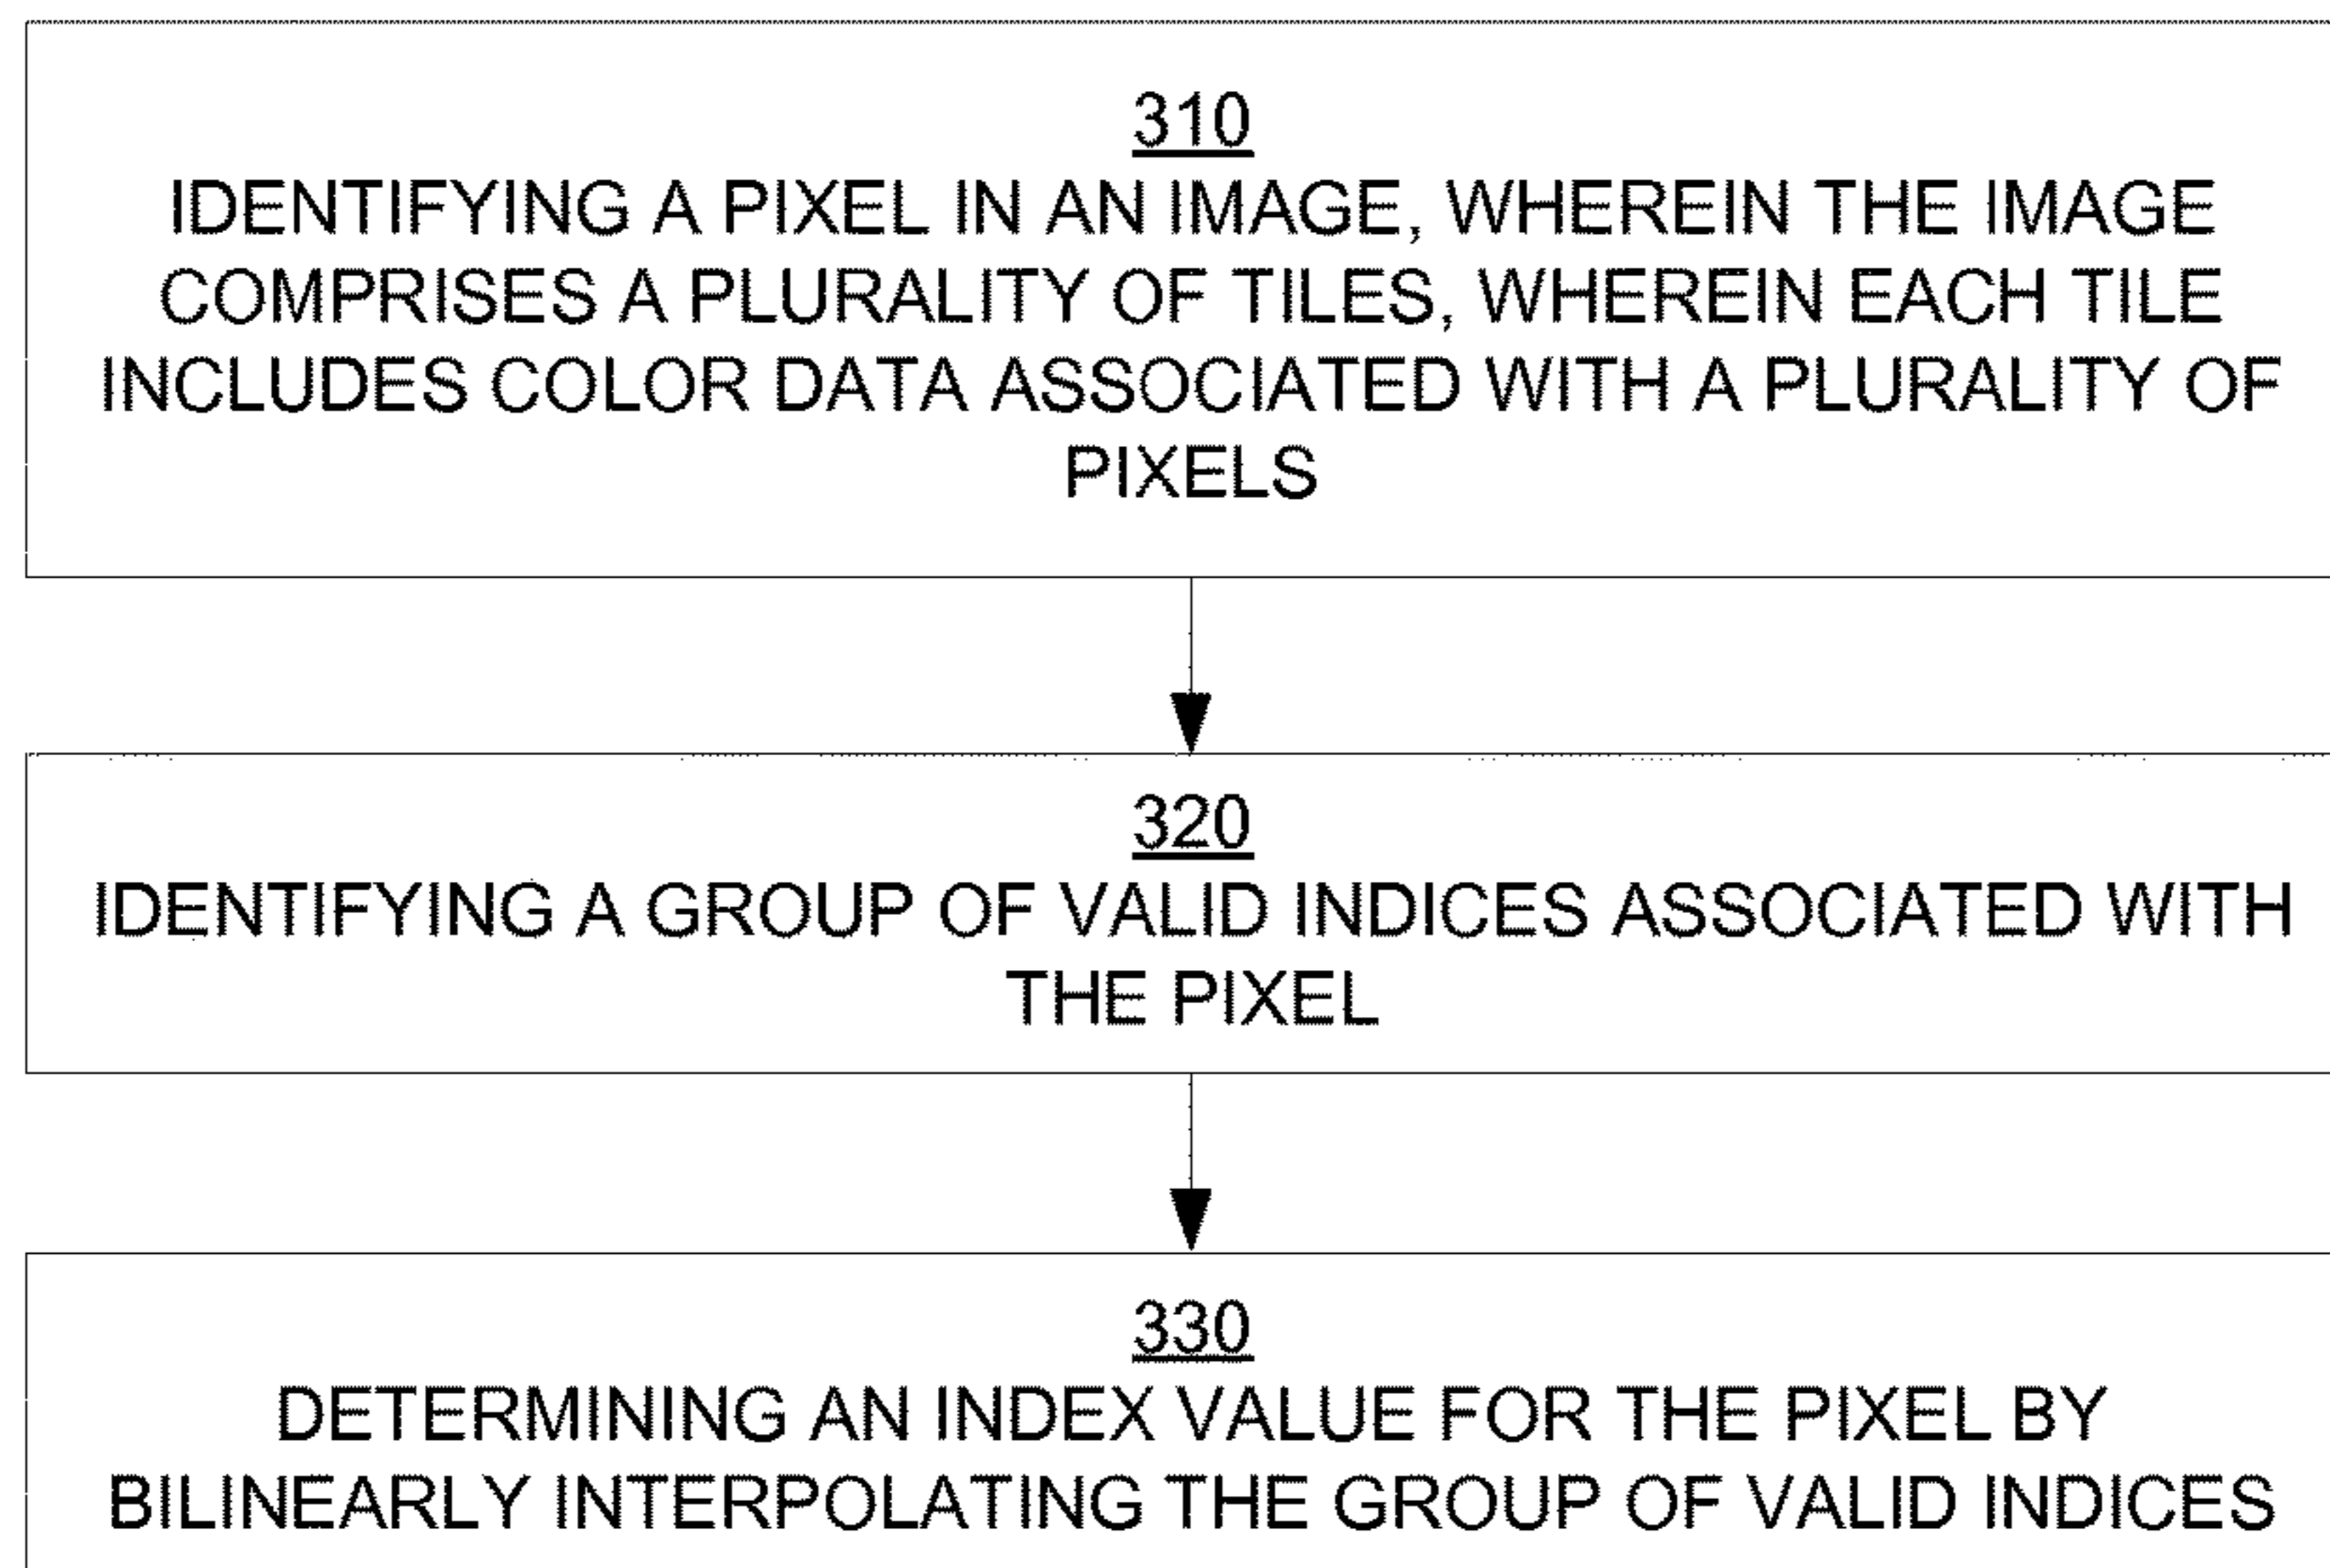 310
IDENTIFYING A PIXEL IN AN IMAGE, WHEREIN THE IMAGE
COMPRISES A PLURALITY OF TILES, WHEREIN EACH TILE
INCLUDES COLOR DATA ASSOCIATED WITH A PLURALITY OF
PIXELS
320
IDENTIFYING A GROUP OF VALID INDICES ASSOCIATED WITH
THE PIXEL
330
DETERMINING AN INDEX VALUE FOR THE PIXEL BY
BILINEARLY INTERPOLATING THE GROUP OF VALID INDICES